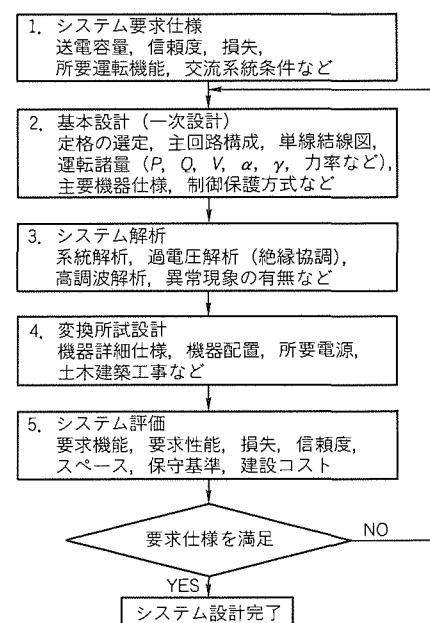 1. システム要求仕様
送電容量, 信頼度, 損失,
所要運転機能, 交流系統条件など
2. 基本設計（一次設計）
定格の選定, 主回路構成, 単線結線図,
運転諸量（P, Q, V, α, γ, 力率など),
主要機器仕様, 制御保護方式など
3. システム解析
系統解析, 過電圧解析（絶縁協調),
高調波解析, 異常現象の有無など
4. 変換所試設計
機器詳細仕様, 機器配置, 所要電源,
土木建築工事など
5. システム評価
要求機能, 要求性能, 損失, 信頼度,
スペース, 保守基準, 建設コスト
要求仕様を満足
NO
YES
システム設計完了